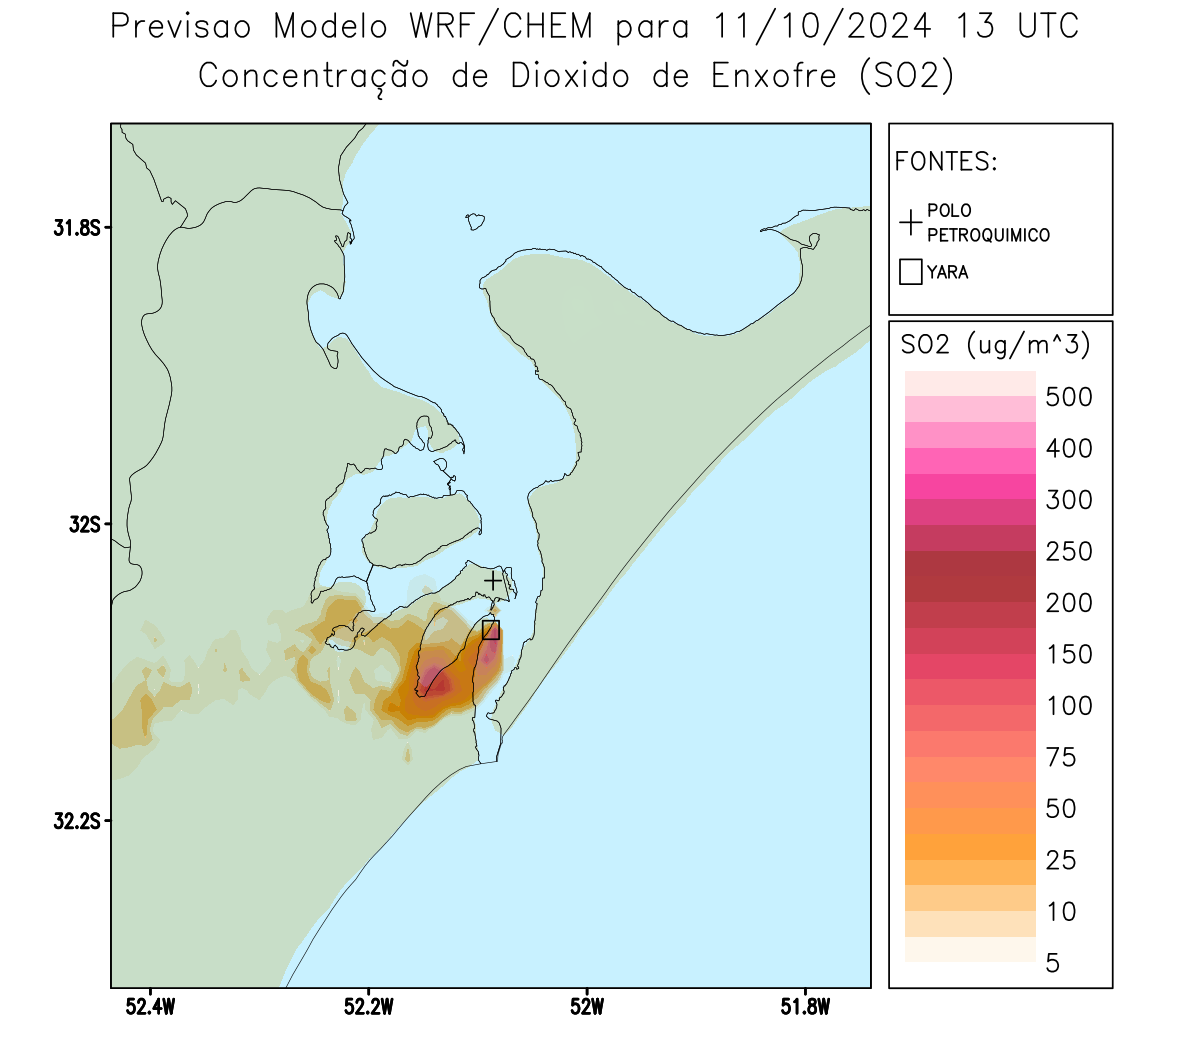 Previsao Modelo WRF/CHEM para 11/10/2024 13 UTC
Concentração de Dioxido de Enxofre (SO2)
FONTES:
POLO
PETROQUIMICO
YARA
SO2 (ug/m^3)
500
400
300
250
200
150
100
75
50
25
10
5
31.8S
32S
32.2S
52.4W
52.2W
52W
51.8W